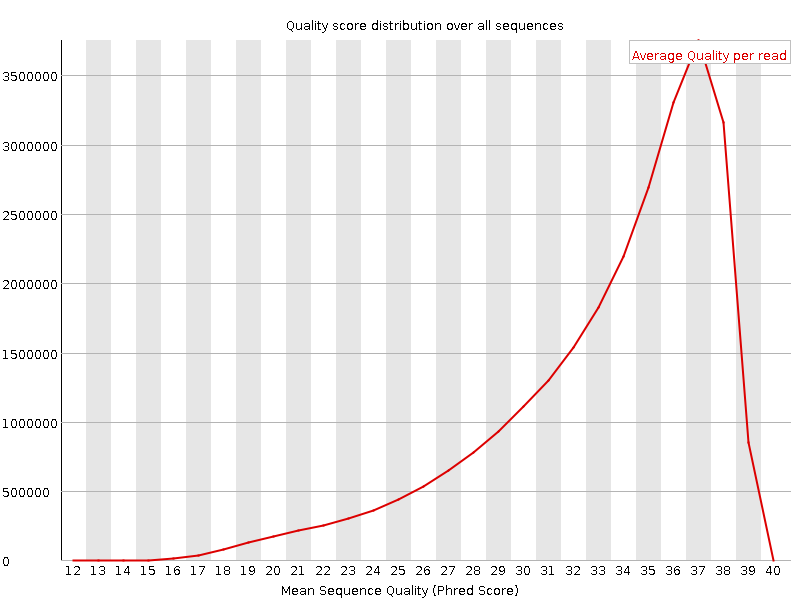 Quality score distribution over all sequences
Average Quality per read
3500000
3000000
2500000
2000000
1500000
1000000
500000
0
12 13 14 15 16 17 18 19 20 21 22 23 24 25 26 27 28 29 30 31 32 33 34 35 36 37 38 39 40
Mean Sequence Quality (Phred Score)